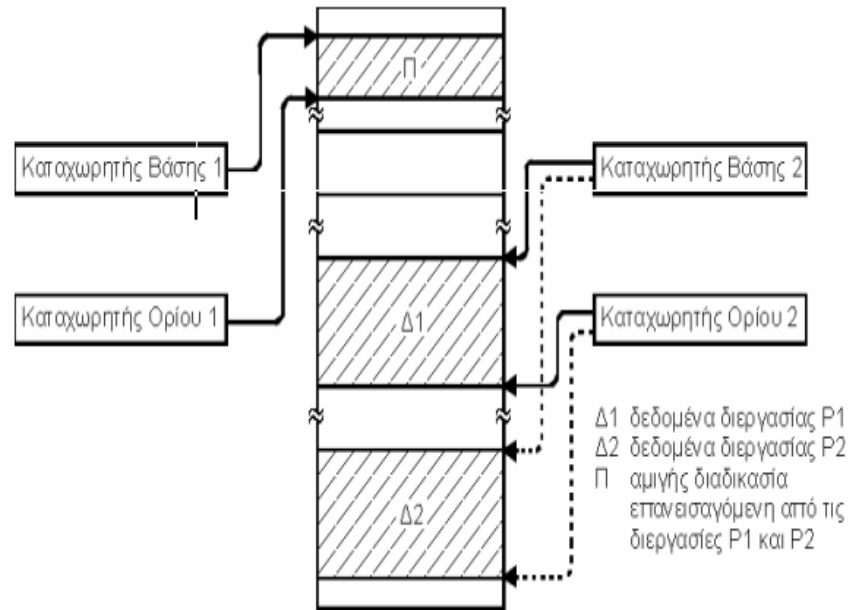 Π
Καταχωρητής Βάσης 1
Καταχωρητής Βάσης 2
Καταχωρητής Ορίου 1
Καταχωρητής Ορίου 2
Δ1
Δ2
Δ1 δεδομένα διεργασίας P1
Δ2 δεδομένα διεργασίας P2
Π αμιγής διαδικασία
επανεισαγόμενη από τις
διεργασίες P1 και P2